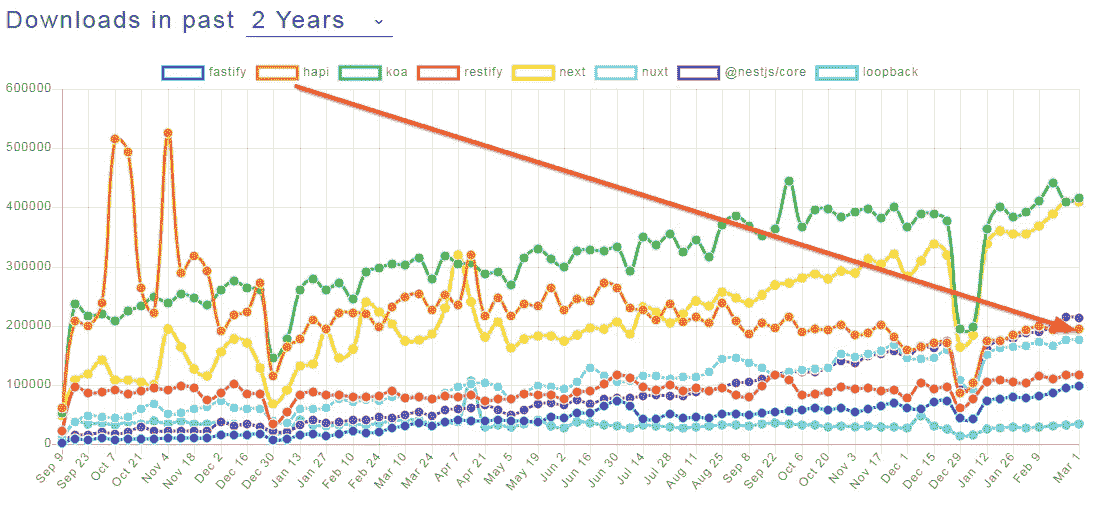 Downloads in past 2 Years
fastify hapi koa restify next nuxt @nestjs/core loopback
600000
500000
400000
300000
200000
100000
0
Sep 9 Sep 23 Oct 7 Oct 21 Nov 4 Nov 18 Dec 2 Dec 16 Dec 30 Jan 13 Jan 27 Feb 10 Feb 24 Mar 10 Mar 24 Apr 7 Apr 21 May 5 May 19 Jun 2 Jun 16 Jun 30 Jul 14 Jul 28 Aug 11 Aug 25 Sep 8 Sep 22 Oct 6 Oct 20 Nov 3 Nov 17 Dec 1 Dec 15 Dec 29 Jan 12 Jan 26 Feb 9 Mar 1